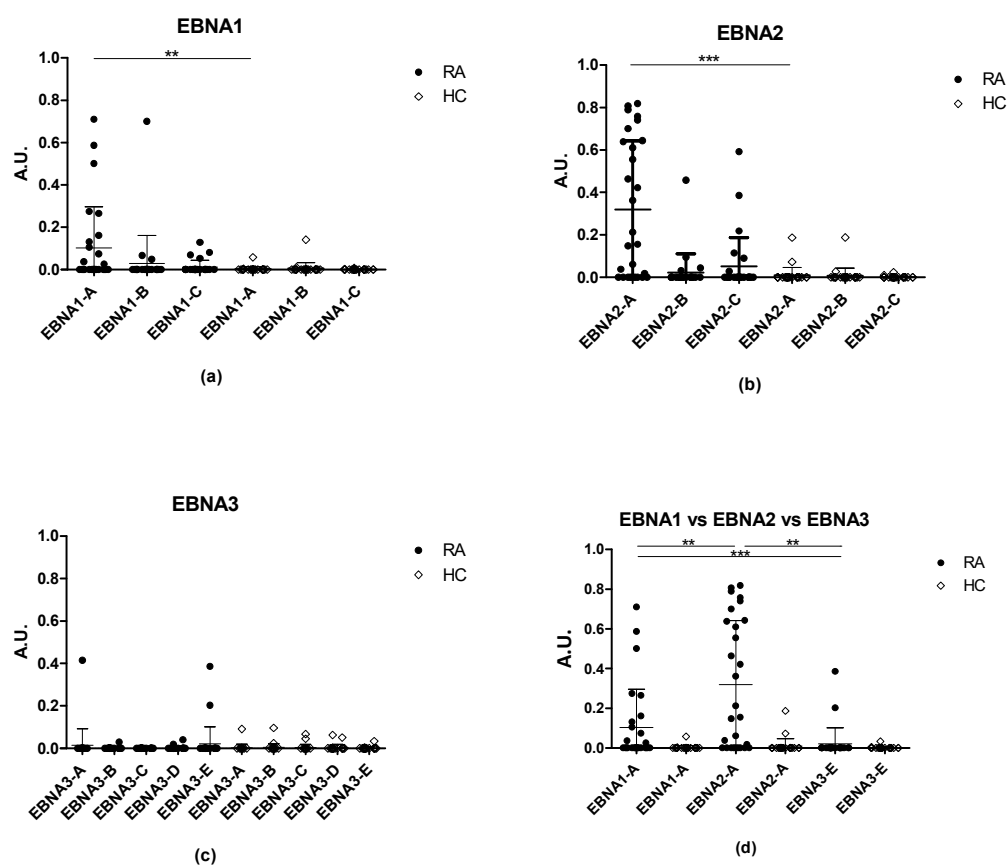 EBNA1
**
1.0
0.8
0.6
0.4
0.2
0.0
A.U.
RA
HC
EBNA1-A
EBNA1-B
EBNA1-C
EBNA1-A
EBNA1-B
EBNA1-C
(a)
EBNA2
***
1.0
0.8
0.6
0.4
0.2
0.0
A.U.
RA
HC
EBNA2-A
EBNA2-B
EBNA2-C
EBNA2-A
EBNA2-B
EBNA2-C
(b)
EBNA3
1.0
0.8
0.6
0.4
0.2
0.0
A.U.
RA
HC
EBNA3-A
EBNA3-B
EBNA3-C
EBNA3-D
EBNA3-E
EBNA3-A
EBNA3-B
EBNA3-C
EBNA3-D
EBNA3-E
(c)
EBNA1 vs EBNA2 vs EBNA3
** **
***
1.0
0.8
0.6
0.4
0.2
0.0
A.U.
RA
HC
EBNA1-A
EBNA1-A
EBNA2-A
EBNA2-A
EBNA3-E
EBNA3-E
(d)